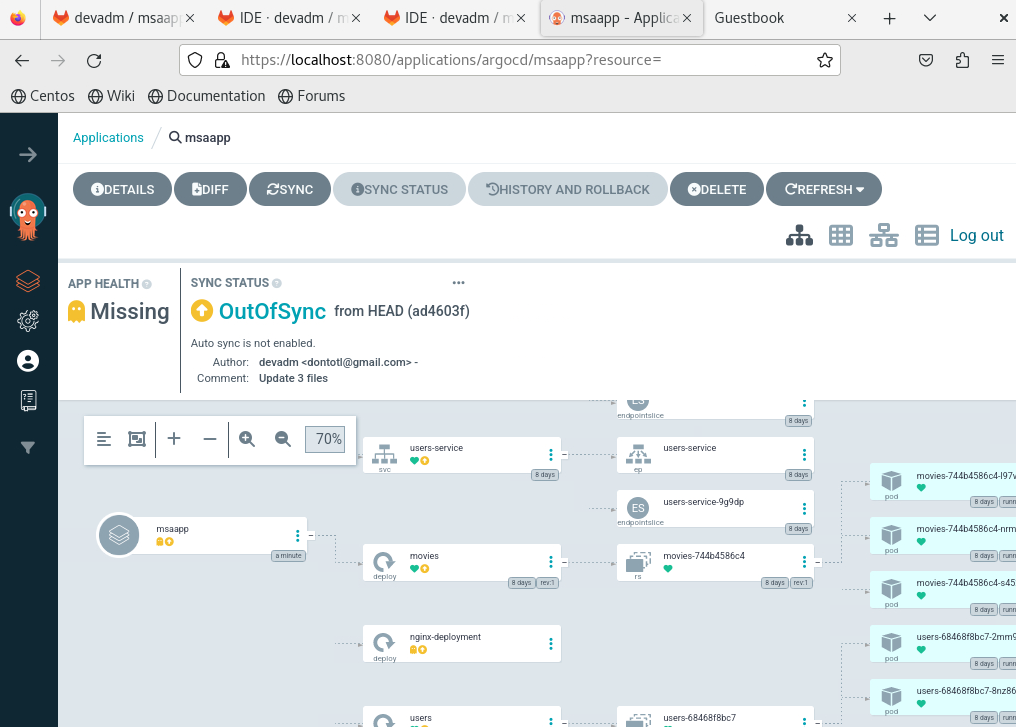 devadm / msaapp
IDE · devadm / m
IDE · devadm / m
msaapp - Applica
Guestbook
https://localhost:8080/applications/argocd/msaapp?resource=
Centos
Wiki
Documentation
Forums
Applications
msaapp
DETAILS
DIFF
SYNC
SYNC STATUS
HISTORY AND ROLLBACK
DELETE
REFRESH
Log out
APP HEALTH
Missing
SYNC STATUS
OutOfSync from HEAD (ad4603f)
Auto sync is not enabled.
Author: devadm <dontotl@gmail.com> -
Comment: Update 3 files
70%
ES
endpointslice
8 days
users-service
svc
8 days
users-service
ep
8 days
ES
users-service-9g9dp
endpointslice
8 days
msaapp
a minute
movies
deploy
8 days
rev:1
movies-744b4586c4
rs
8 days
rev:1
nginx-deployment
deploy
users
users-68468f8bc7
movies-744b4586c4-l97v
pod
8 days
movies-744b4586c4-nrm
pod
8 days
movies-744b4586c4-s45
pod
8 days
users-68468f8bc7-2mm9
pod
8 days
users-68468f8bc7-8nz86
pod
8 days